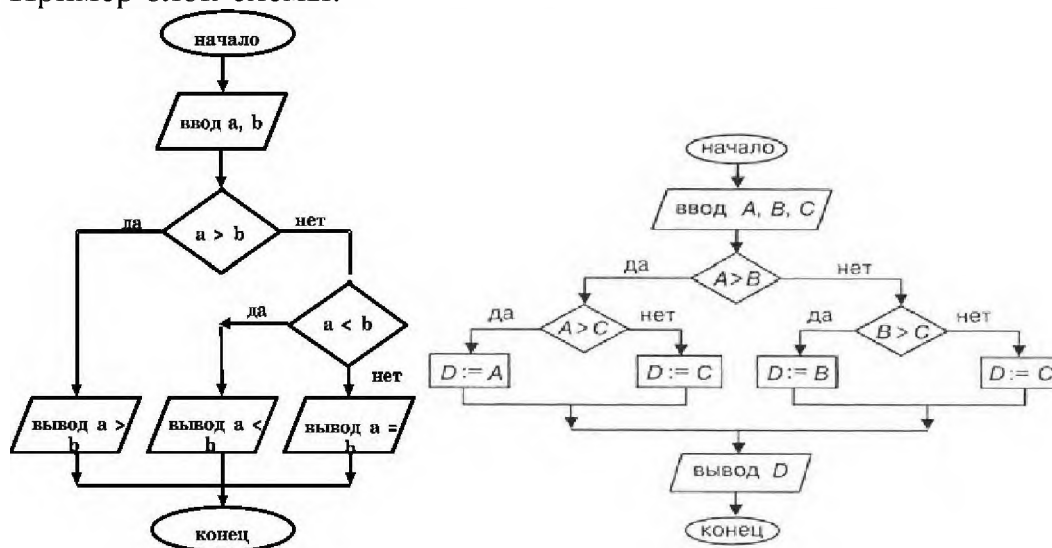 начало
ввод a, b
да
нет
a > b
да
a < b
нет
вывод a >
b
вывод a <
b
вывод a =
b
конец
начало
ввод A, B, C
да
A>B
нет
да
A>C
нет
да
B>C
нет
D:= A
D:= C
D:= B
D:= C
вывод D
конец